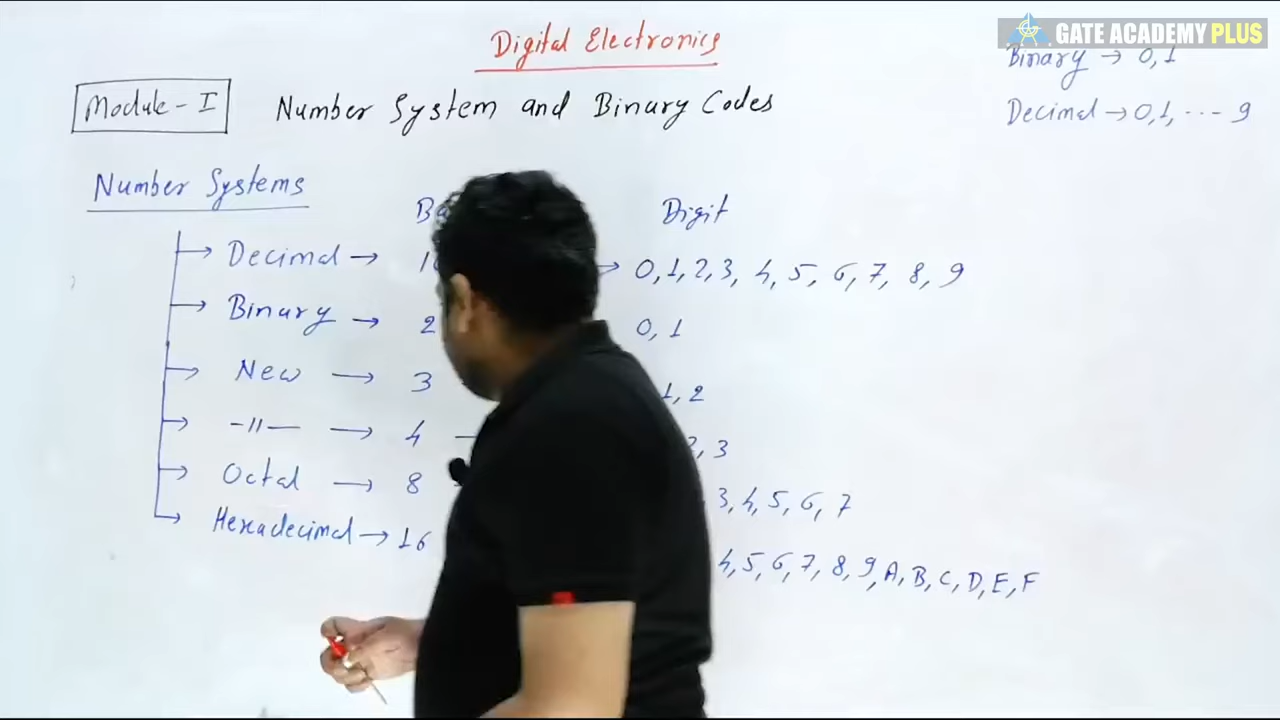 GATE ACADEMY PLUS
Digital Electronics
Binary → 0,1
Module - I Number System and Binary Codes
Decimal → 0,1, --- 9
Number Systems Digit
Decimal → → 0,1,2,3, 4, 5, 6, 7, 8, 9
Binary → 2 0, 1
New → 3 1, 2
-11- → 4 , 3
Octal → 8 3, 4, 5, 6, 7
Hexadecimal → 16 4, 5, 6, 7, 8, 9, A, B, C, D, E, F